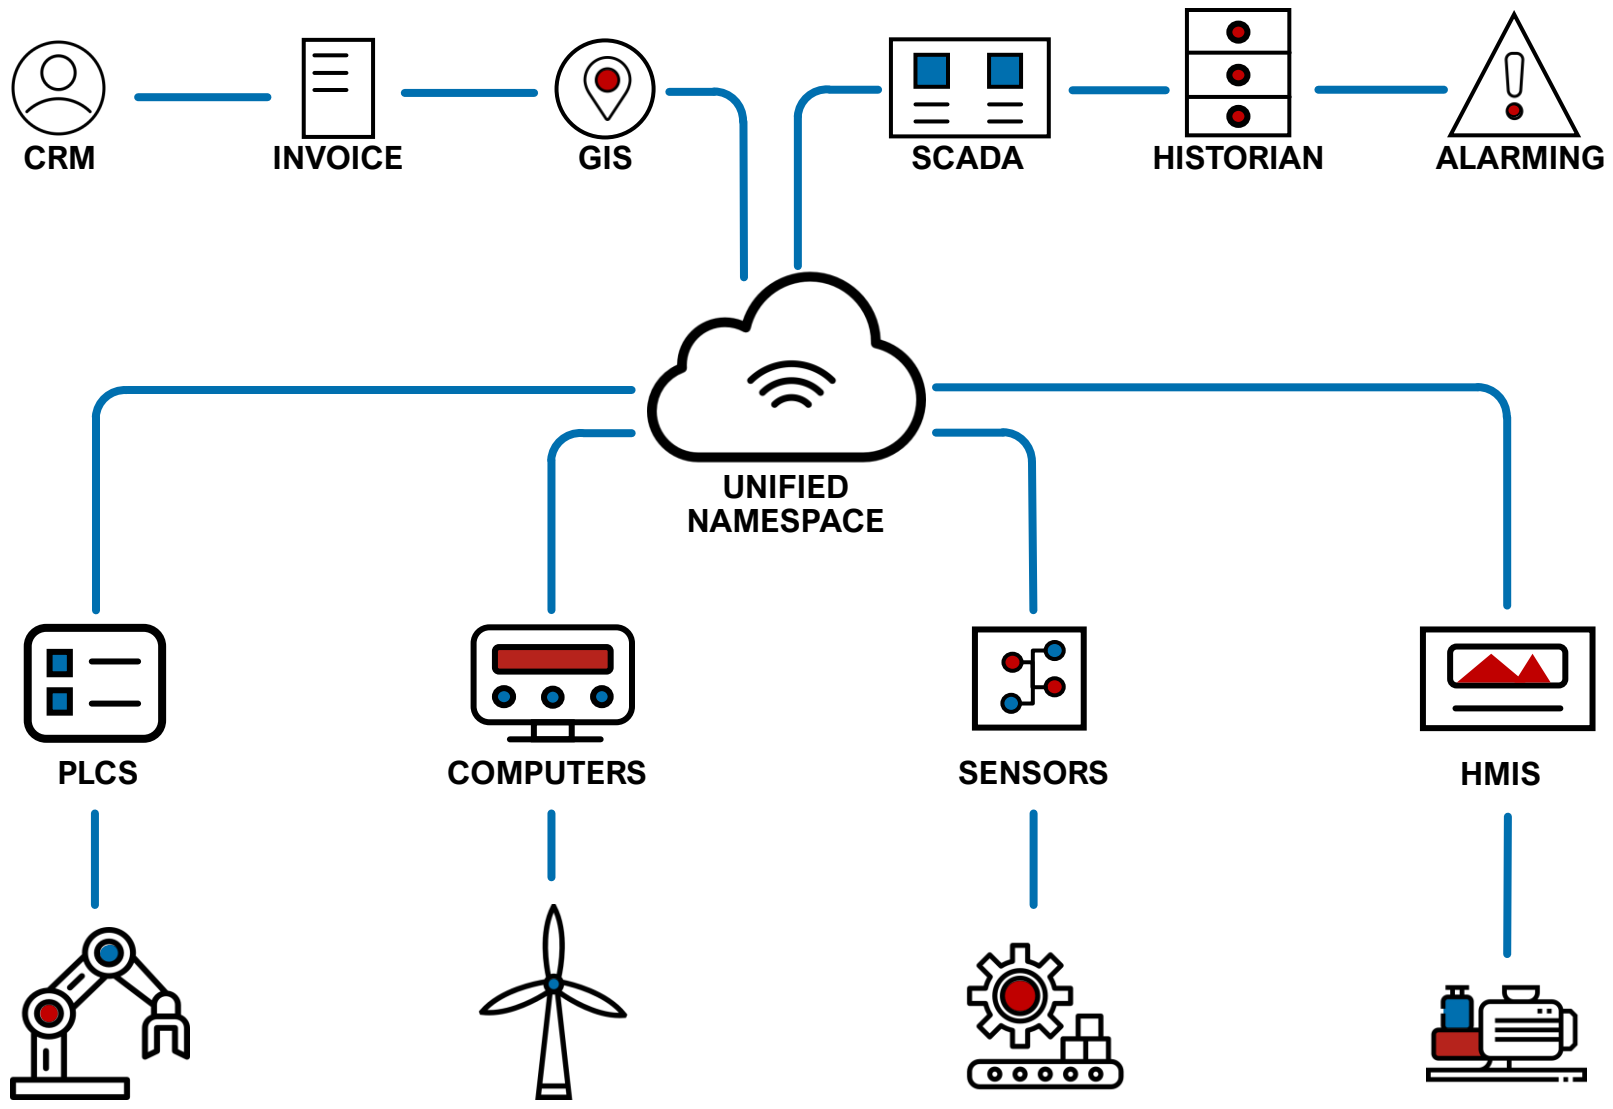 CRM
INVOICE
GIS
SCADA
HISTORIAN
ALARMING
UNIFIED
NAMESPACE
PLCS
COMPUTERS
SENSORS
HMIS